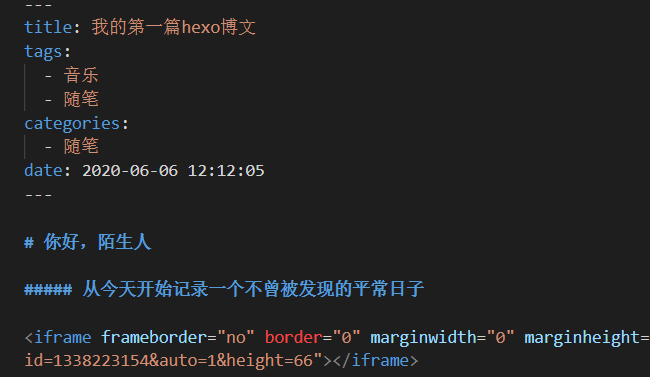 ---
title: 我的第一篇hexo博文
tags:
  - 音乐
  - 随笔
categories:
  - 随笔
date: 2020-06-06 12:12:05
---
# 你好，陌生人
##### 从今天开始记录一个不曾被发现的平常日子
<iframe frameborder="no" border="0" marginwidth="0" marginheight=
id=1338223154&auto=1&height=66"></iframe>